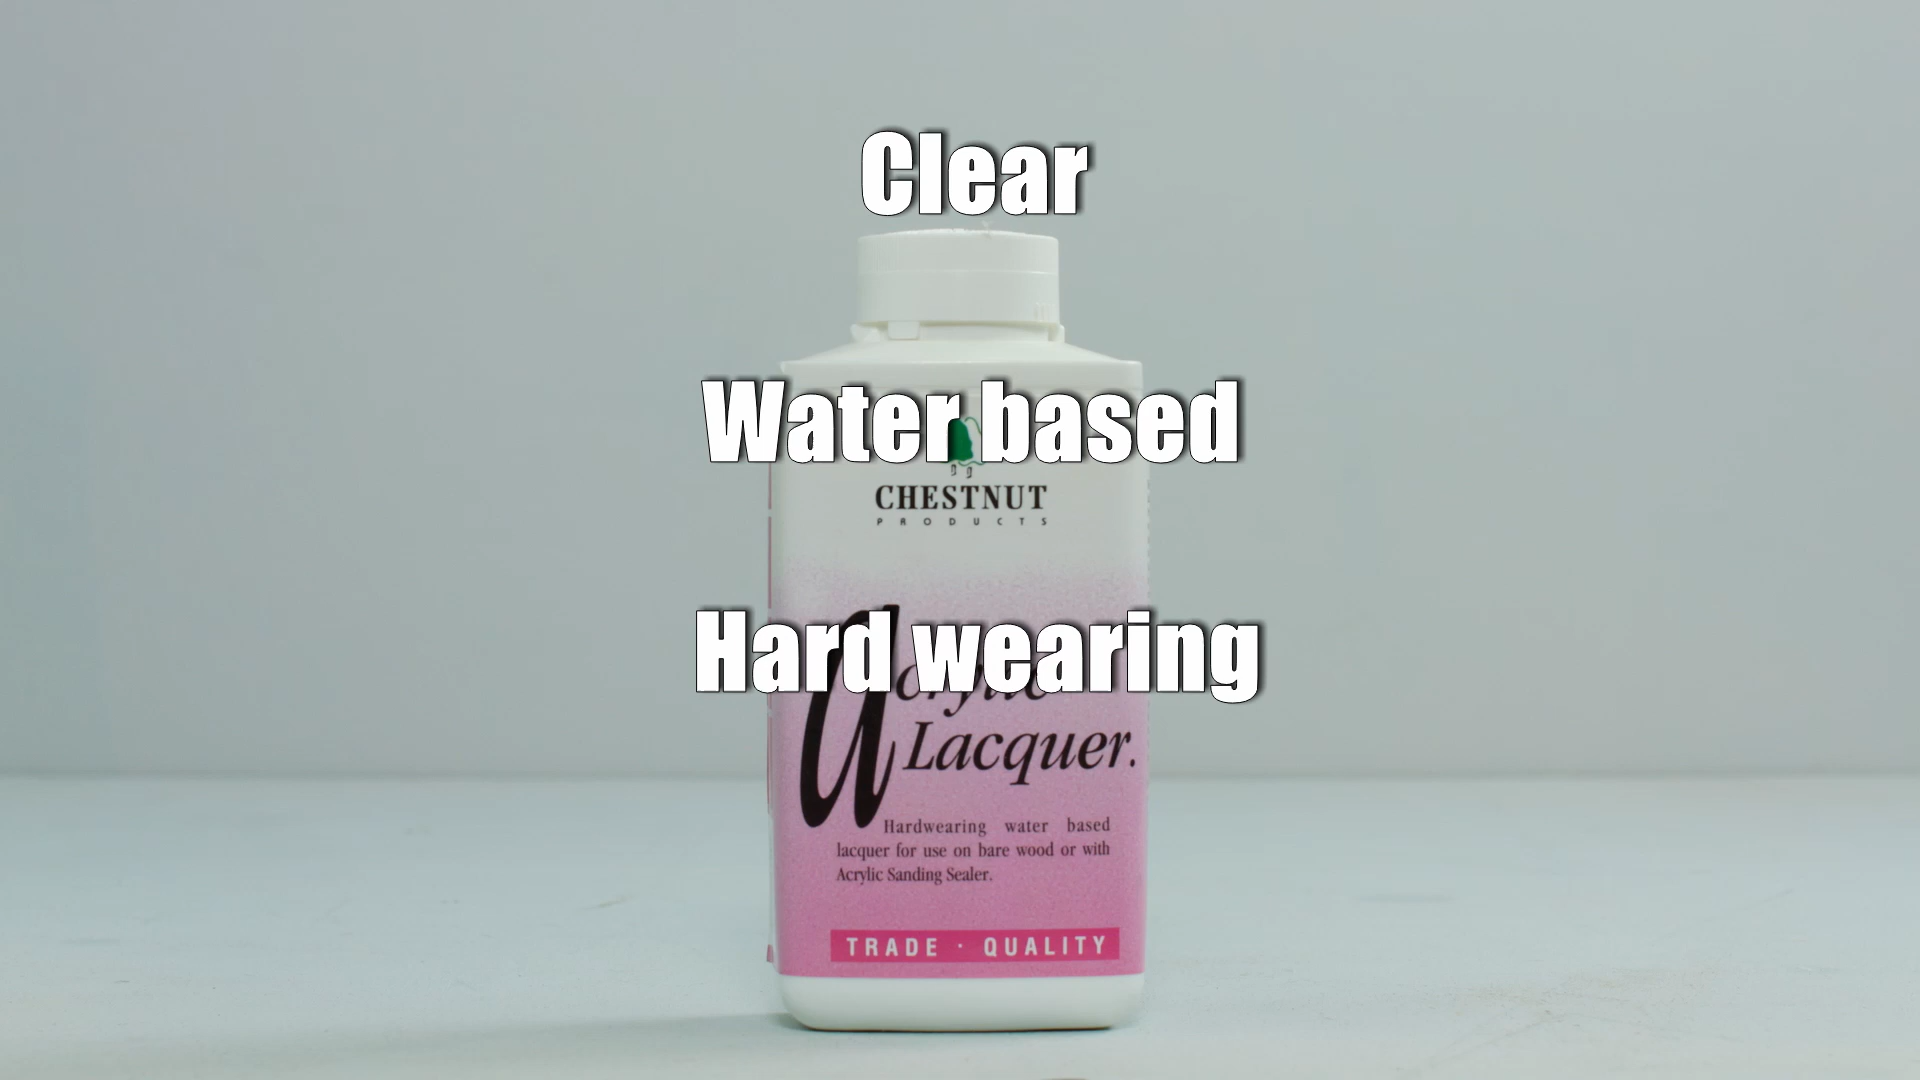 Clear
Water based
CHESTNUT
PRODUCTS
Hard wearing
Acrylic
Lacquer.
Hardwearing water based
lacquer for use on bare wood or with
Acrylic Sanding Sealer.
TRADE · QUALITY